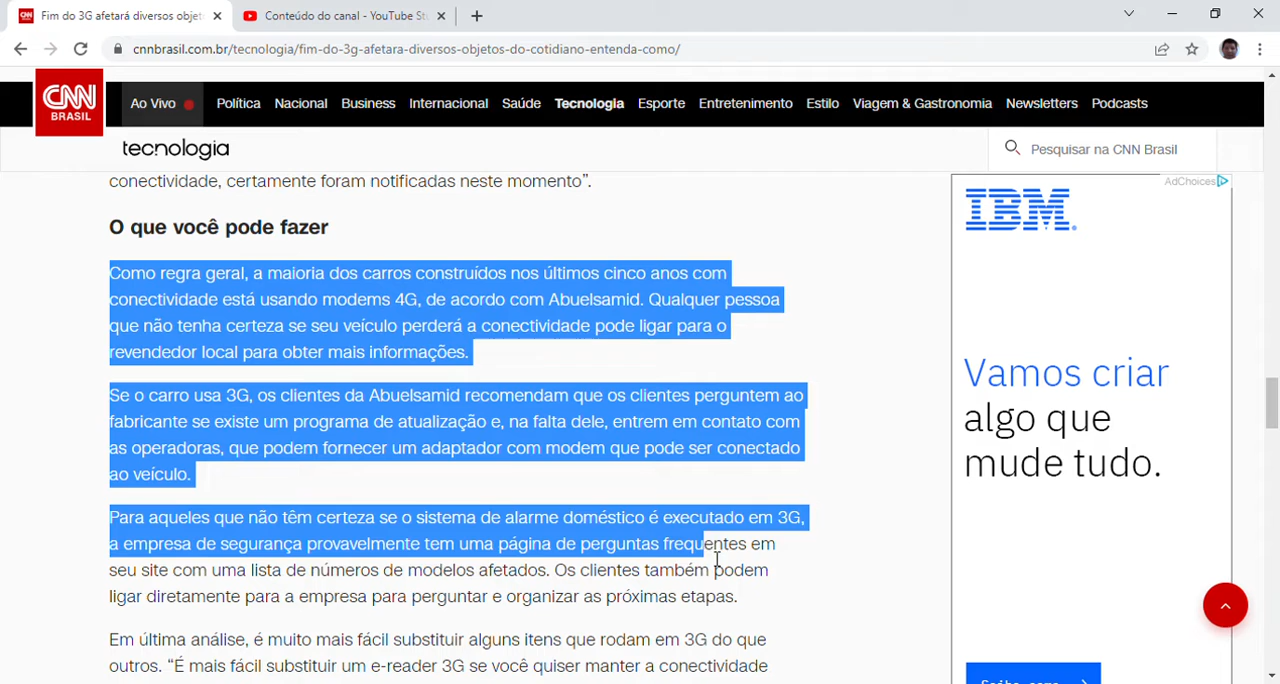 Fim do 3G afetará diversos objet
Conteúdo do canal - YouTube St
cnnbrasil.com.br/tecnologia/fim-do-3g-afetara-diversos-objetos-do-cotidiano-entenda-como/
CNN
BRASIL
Ao Vivo Política Nacional Business Internacional Saúde Tecnologia Esporte Entretenimento Estilo Viagem & Gastronomia Newsletters Podcasts
tecnologia
Pesquisar na CNN Brasil
conectividade, certamente foram notificadas neste momento”.
O que você pode fazer
Como regra geral, a maioria dos carros construídos nos últimos cinco anos com
conectividade está usando modems 4G, de acordo com Abuelsamid. Qualquer pessoa
que não tenha certeza se seu veículo perderá a conectividade pode ligar para o
revendedor local para obter mais informações.
Se o carro usa 3G, os clientes da Abuelsamid recomendam que os clientes perguntem ao
fabricante se existe um programa de atualização e, na falta dele, entrem em contato com
as operadoras, que podem fornecer um adaptador com modem que pode ser conectado
ao veículo.
Para aqueles que não têm certeza se o sistema de alarme doméstico é executado em 3G,
a empresa de segurança provavelmente tem uma página de perguntas frequentes em
seu site com uma lista de números de modelos afetados. Os clientes também podem
ligar diretamente para a empresa para perguntar e organizar as próximas etapas.
Em última análise, é muito mais fácil substituir alguns itens que rodam em 3G do que
outros. “É mais fácil substituir um e-reader 3G se você quiser manter a conectividade
AdChoices
IBM
Vamos criar
algo que
mude tudo.